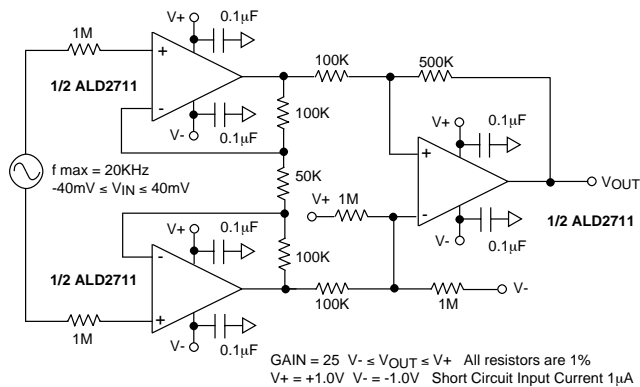 V+
0.1µF
1M
1/2 ALD2711
+
-
100K
500K
100K
V-
0.1µF
V+
0.1µF
f max = 20KHz
-40mV ≤ VIN ≤ 40mV
50K
V+
1M
+
-
VOUT
V+
0.1µF
V-
0.1µF
1/2 ALD2711
1/2 ALD2711
-
+
100K
100K
1M
V-
1M
V-
0.1µF
GAIN = 25 V- ≤ VOUT ≤ V+ All resistors are 1%
V+ = +1.0V V- = -1.0V Short Circuit Input Current 1µA